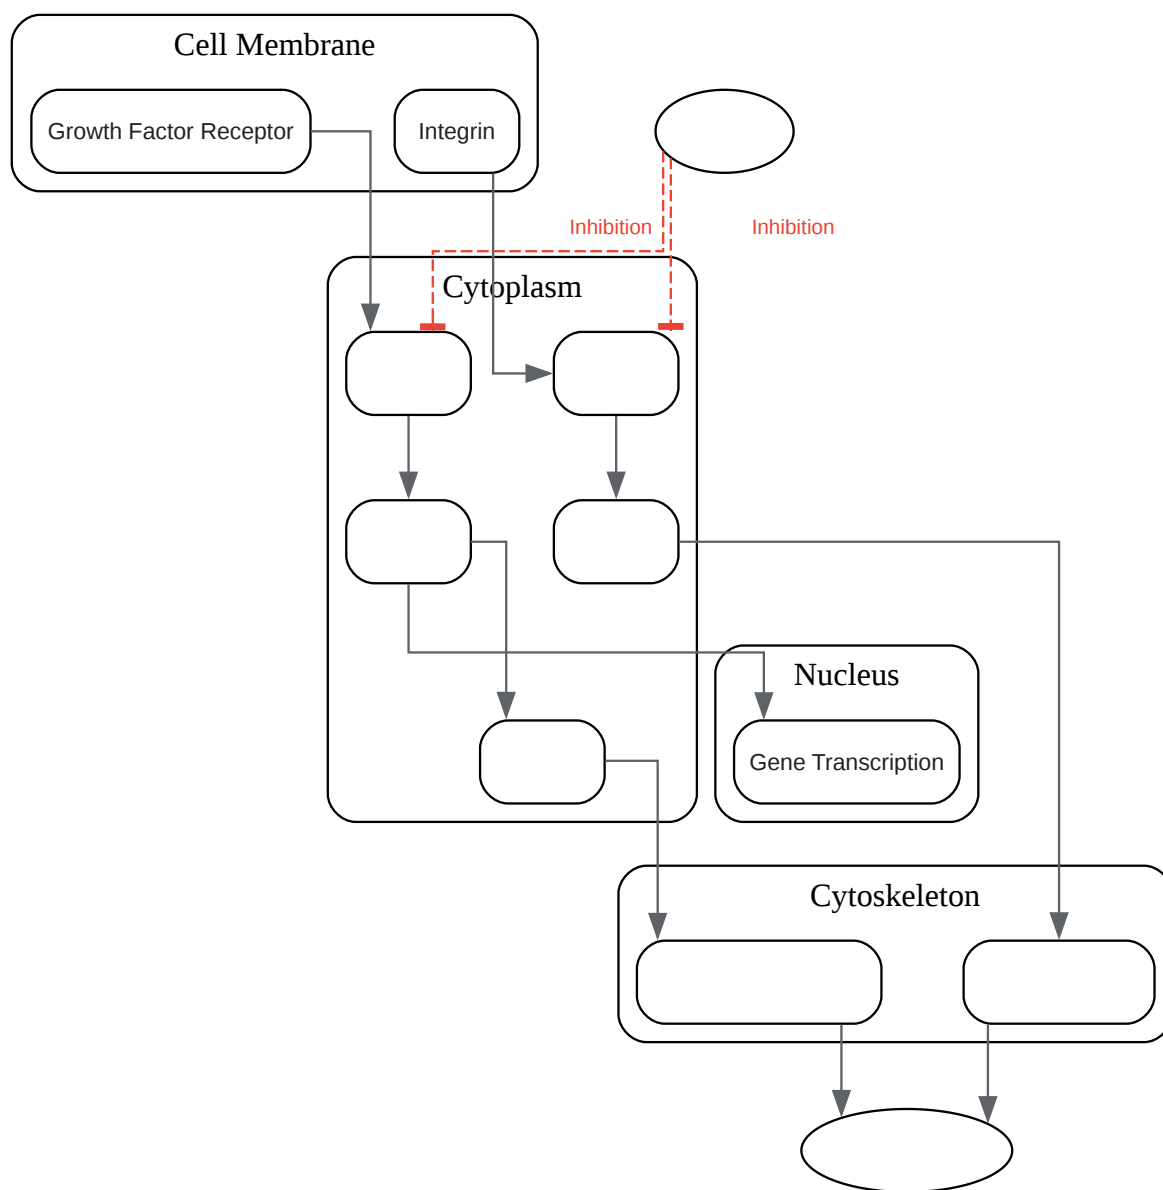 Cell Membrane
Growth Factor Receptor
Integrin
Inhibition
Inhibition
Cytoplasm
Nucleus
Gene Transcription
Cytoskeleton